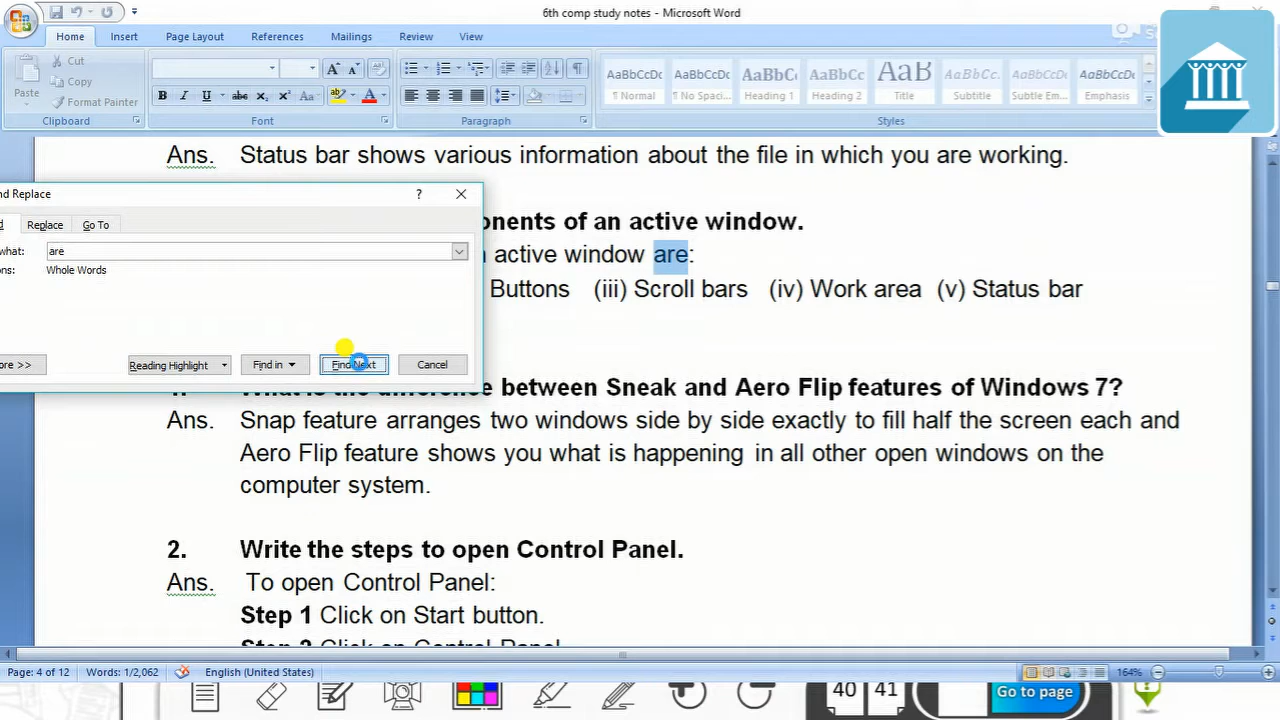 6th comp study notes - Microsoft Word
Home Insert Page Layout References Mailings Review View
Cut
Copy
Paste
Format Painter
Clipboard
B I U abc x₂ x² Aa
Font
Paragraph
AaBbCcDc AaBbCcDc AaBbCc AaBbCc AaB AaBbCcL AaBbCcDc AaBbCcDc
¶ Normal ¶ No Spaci... Heading 1 Heading 2 Title Subtitle Subtle Em... Emphasis
Styles
Ans. Status bar shows various information about the file in which you are working.
nd Replace ? ×
Replace Go To
what: are
ns: Whole Words
ore >> Reading Highlight Find in Find Next Cancel
onents of an active window.
active window are:
Buttons (iii) Scroll bars (iv) Work area (v) Status bar
between Sneak and Aero Flip features of Windows 7?
Ans. Snap feature arranges two windows side by side exactly to fill half the screen each and
Aero Flip feature shows you what is happening in all other open windows on the
computer system.
2. Write the steps to open Control Panel.
Ans. To open Control Panel:
Step 1 Click on Start button.
Page: 4 of 12 Words: 1/2,062 English (United States) 164%
40 41 Go to page